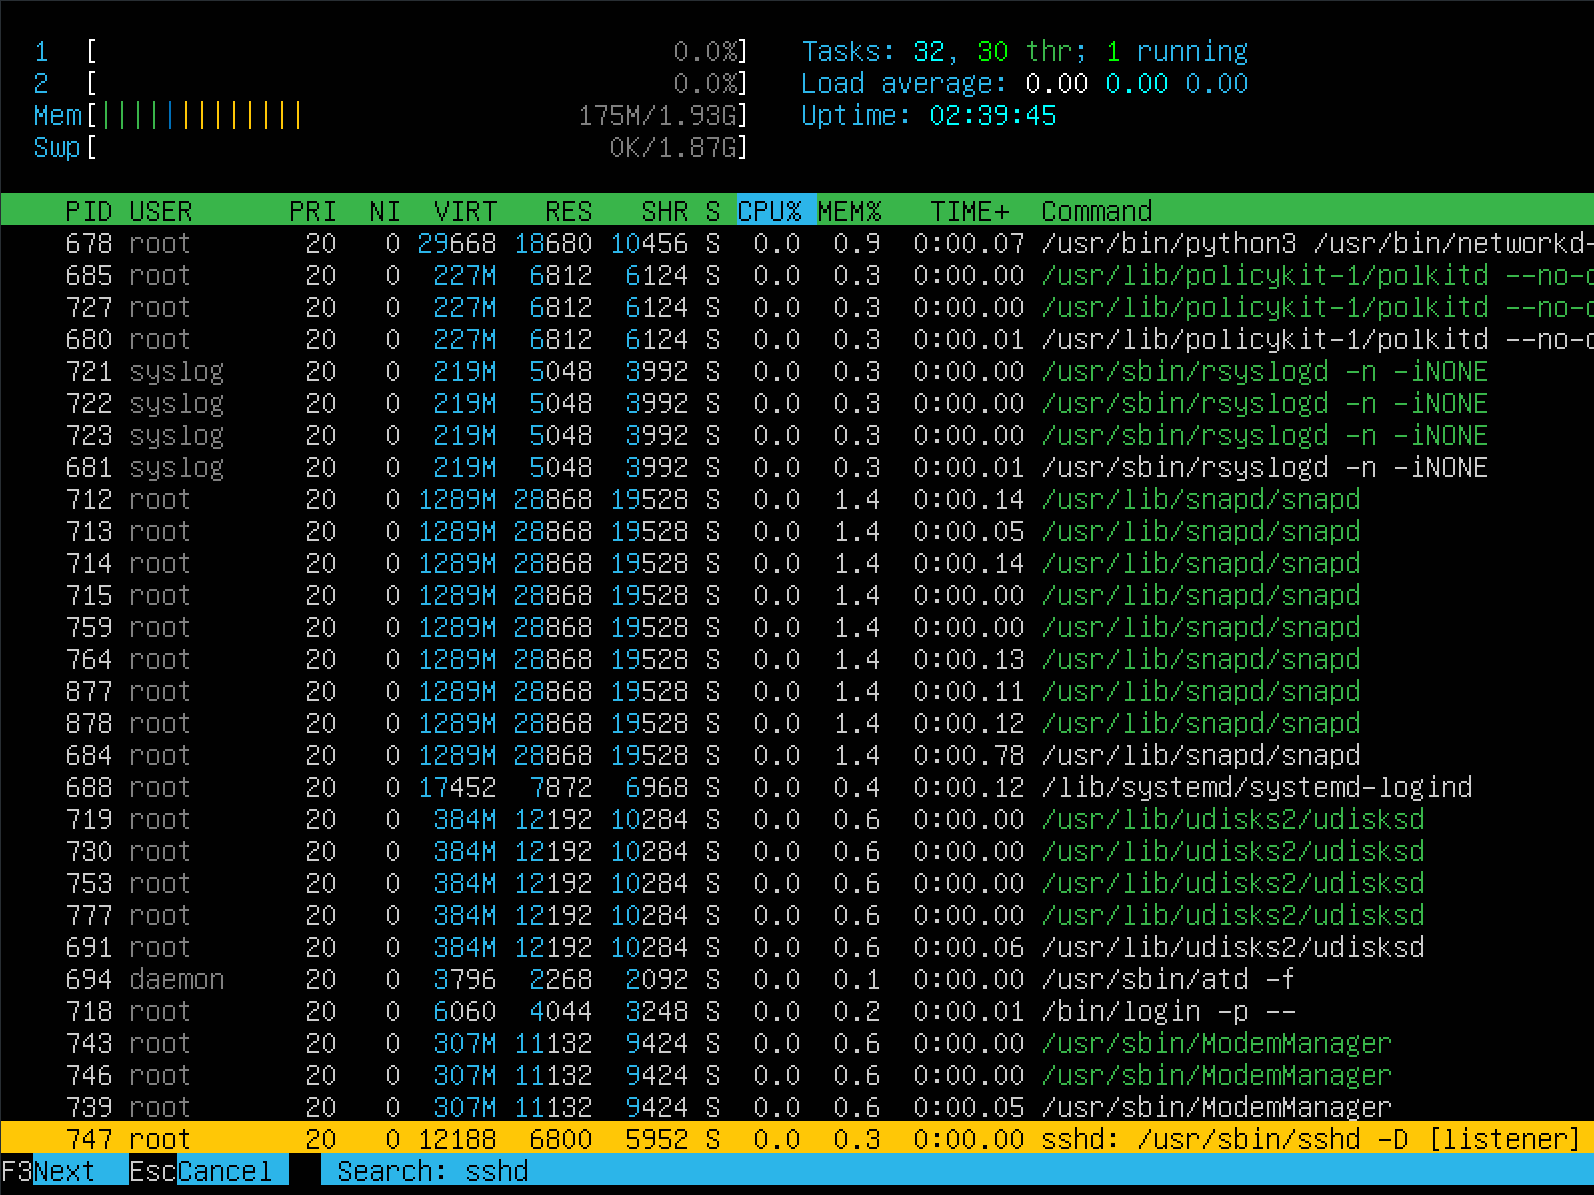 1  [ 0.0%] Tasks: 32, 30 thr; 1 running
2  [ 0.0%] Load average: 0.00 0.00 0.00
Mem[|||||||||||||175M/1.93G] Uptime: 02:39:45
Swp[ 0K/1.87G]
PID USER PRI NI VIRT RES SHR S CPU% MEM% TIME+ Command
678 root 20 0 29668 18680 10456 S 0.0 0.9 0:00.07 /usr/bin/python3 /usr/bin/networkd-
685 root 20 0 227M 6812 6124 S 0.0 0.3 0:00.00 /usr/lib/policykit-1/polkitd --no-d
727 root 20 0 227M 6812 6124 S 0.0 0.3 0:00.00 /usr/lib/policykit-1/polkitd --no-d
680 root 20 0 227M 6812 6124 S 0.0 0.3 0:00.01 /usr/lib/policykit-1/polkitd --no-d
721 syslog 20 0 219M 5048 3992 S 0.0 0.3 0:00.00 /usr/sbin/rsyslogd -n -iNONE
722 syslog 20 0 219M 5048 3992 S 0.0 0.3 0:00.00 /usr/sbin/rsyslogd -n -iNONE
723 syslog 20 0 219M 5048 3992 S 0.0 0.3 0:00.00 /usr/sbin/rsyslogd -n -iNONE
681 syslog 20 0 219M 5048 3992 S 0.0 0.3 0:00.01 /usr/sbin/rsyslogd -n -iNONE
712 root 20 0 1289M 28868 19528 S 0.0 1.4 0:00.14 /usr/lib/snapd/snapd
713 root 20 0 1289M 28868 19528 S 0.0 1.4 0:00.05 /usr/lib/snapd/snapd
714 root 20 0 1289M 28868 19528 S 0.0 1.4 0:00.14 /usr/lib/snapd/snapd
715 root 20 0 1289M 28868 19528 S 0.0 1.4 0:00.00 /usr/lib/snapd/snapd
759 root 20 0 1289M 28868 19528 S 0.0 1.4 0:00.00 /usr/lib/snapd/snapd
764 root 20 0 1289M 28868 19528 S 0.0 1.4 0:00.13 /usr/lib/snapd/snapd
877 root 20 0 1289M 28868 19528 S 0.0 1.4 0:00.11 /usr/lib/snapd/snapd
878 root 20 0 1289M 28868 19528 S 0.0 1.4 0:00.12 /usr/lib/snapd/snapd
684 root 20 0 1289M 28868 19528 S 0.0 1.4 0:00.78 /usr/lib/snapd/snapd
688 root 20 0 17452 7872 6968 S 0.0 0.4 0:00.12 /lib/systemd/systemd-logind
719 root 20 0 384M 12192 10284 S 0.0 0.6 0:00.00 /usr/lib/udisks2/udisksd
730 root 20 0 384M 12192 10284 S 0.0 0.6 0:00.01 /usr/lib/udisks2/udisksd
753 root 20 0 384M 12192 10284 S 0.0 0.6 0:00.00 /usr/lib/udisks2/udisksd
777 root 20 0 384M 12192 10284 S 0.0 0.6 0:00.00 /usr/lib/udisks2/udisksd
691 root 20 0 384M 12192 10284 S 0.0 0.6 0:00.06 /usr/lib/udisks2/udisksd
694 daemon 20 0 3796 2268 2092 S 0.0 0.1 0:00.00 /usr/sbin/atd -f
718 root 20 0 6060 4044 3248 S 0.0 0.2 0:00.01 /bin/login -p --
743 root 20 0 307M 11132 9424 S 0.0 0.6 0:00.00 /usr/sbin/ModemManager
746 root 20 0 307M 11132 9424 S 0.0 0.6 0:00.00 /usr/sbin/ModemManager
739 root 20 0 307M 11132 9424 S 0.0 0.6 0:00.05 /usr/sbin/ModemManager
747 root 20 0 12188 6800 5952 S 0.0 0.3 0:00.00 sshd: /usr/sbin/sshd -D [listener]
F3Next EscCancel Search: sshd